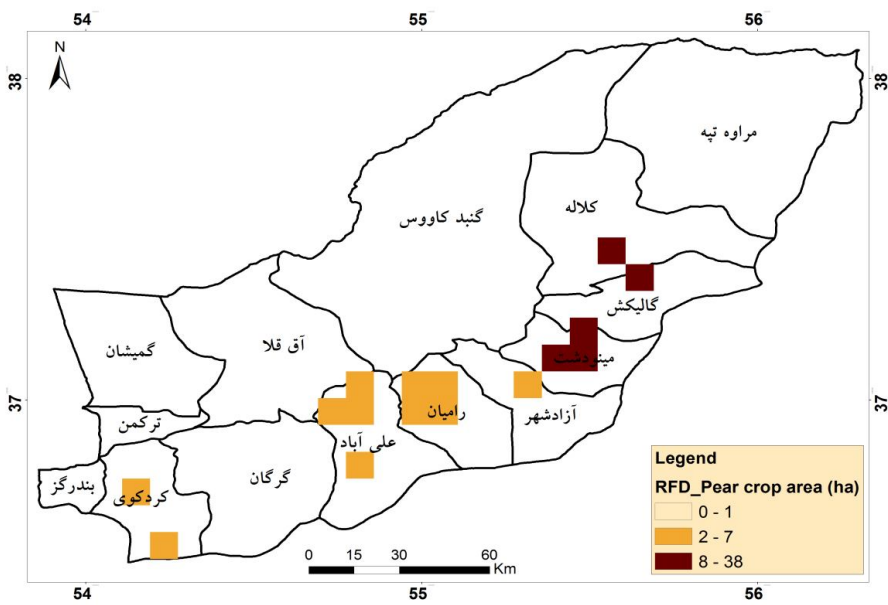 54 55 56
N
38 38
مراوه تپه
کلاله
گنبد کاووس
گالیکش
گمیشان
آق قلا
مینودشت
37 37
ترکمن
رامیان
آزادشهر
علی آباد
بندرگز
کردکوی
گرگان
Legend
RFD_Pear crop area (ha)
0 - 1
2 - 7
8 - 38
0 15 30 60
Km
54 55 56